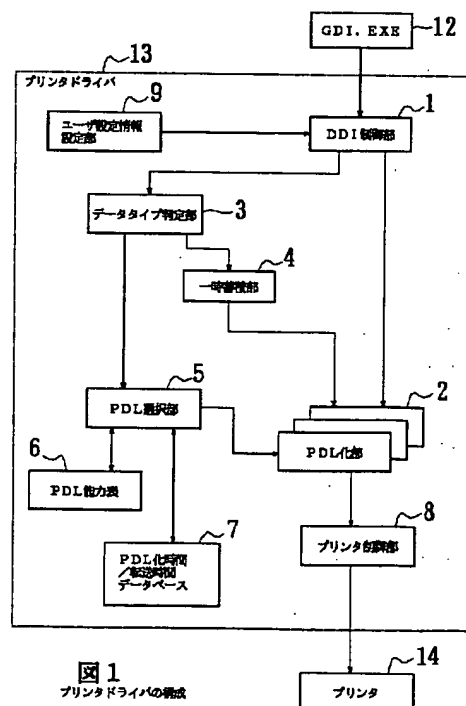 GDI.EXE
12
13
プリンタドライバ
9
ユーザ設定情報
設定部
1
DDI制御部
データタイプ判定部
3
4
一時蓄積部
5
PDL選択部
2
PDL化部
6
PDL能力表
7
PDL化時間
/転送時間
データベース
8
プリンタ制御部
図1
プリンタドライバの構成
14
プリンタ